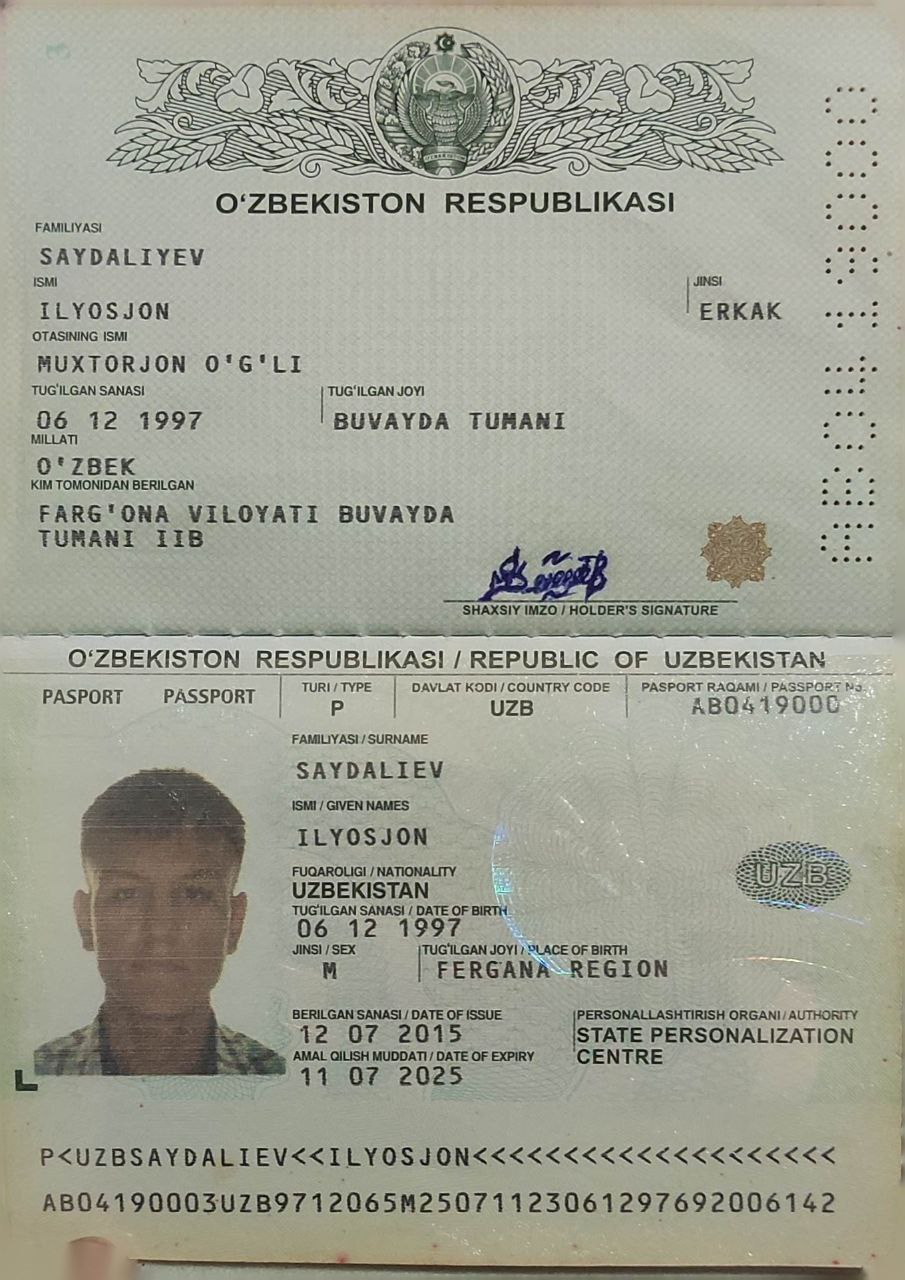 O'ZBEKISTON RESPUBLIKASI
FAMILIYASI
SAYDALIYEV
ISMI
JINSI
ILYOSJON
ERKAK
OTASINING ISMI
MUXTORJON O'G'LI
TUG'ILGAN SANASI
TUG'ILGAN JOYI
06 12 1997
BUVAYDA TUMANI
MILLATI
O'ZBEK
KIM TOMONIDAN BERILGAN
FARG'ONA VILOYATI BUVAYDA
TUMANI IIB
SHAXSIY IMZO / HOLDER'S SIGNATURE
AB0419000
O'ZBEKISTON RESPUBLIKASI / REPUBLIC OF UZBEKISTAN
PASPORT PASSPORT
TURI / TYPE
P
DAVLAT KODI / COUNTRY CODE
UZB
PASPORT RAQAMI / PASSPORT No.
AB0419000
FAMILIYASI / SURNAME
SAYDALIEV
ISMI / GIVEN NAMES
ILYOSJON
FUQAROLIGI / NATIONALITY
UZBEKISTAN
UZB
TUG'ILGAN SANASI / DATE OF BIRTH
06 12 1997
JINSI / SEX
M
TUG'ILGAN JOYI / PLACE OF BIRTH
FERGANA REGION
BERILGAN SANASI / DATE OF ISSUE
12 07 2015
PERSONALLASHTIRISH ORGANI / AUTHORITY
STATE PERSONALIZATION
CENTRE
AMAL QILISH MUDDATI / DATE OF EXPIRY
11 07 2025
P<UZBSAYDALIEV<<ILYOSJON<<<<<<<<<<<<<<<<<<<<
AB04190003UZB9712065M25071123061297692006142